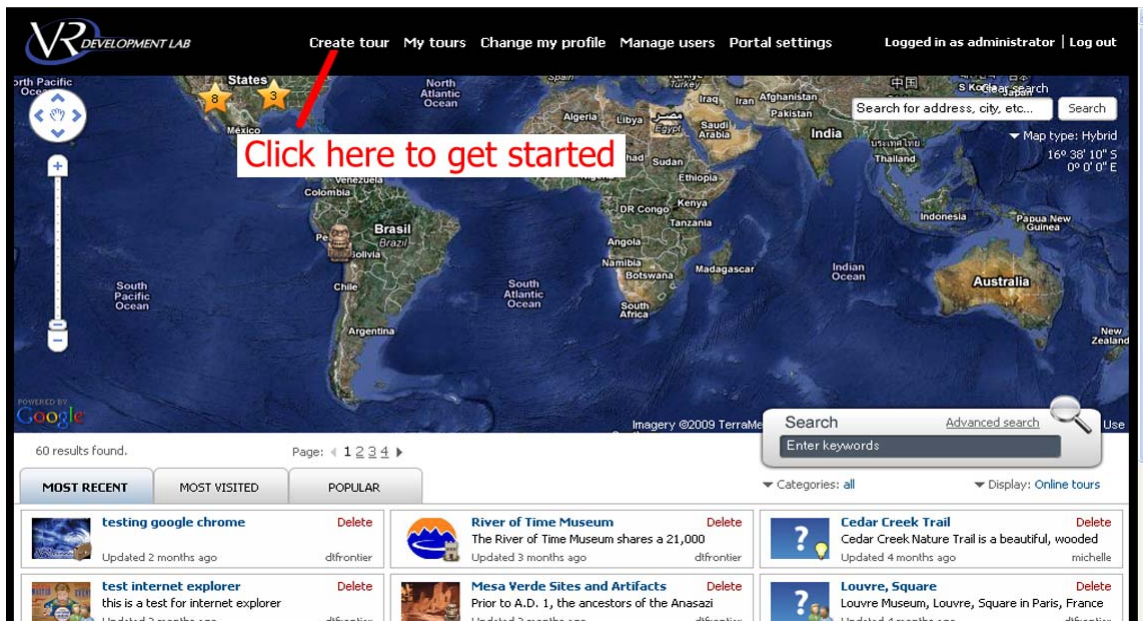 VR DEVELOPMENT LAB
Create tour My tours Change my profile Manage users Portal settings
Logged in as administrator | Log out
North Atlantic Ocean
States
8
3
México
Algeria
Libya
Iraq
Iran
Afghanistan
Pakistan
Saudi Arabia
Sudan
Ethiopia
India
中国
Thailand
Clear search
Search for address, city, etc...
Search
Map type: Hybrid
16º 38' 10" S
0º 0' 0" E
Click here to get started
Venezuela
Colombia
Brasil
Brazil
Bolivia
Chile
Argentina
DR Congo
Kenya
Tanzania
Angola
Namibia
Botswana
Madagascar
South Africa
Indonesia
Papua New Guinea
Australia
New Zealand
South Pacific Ocean
South Atlantic Ocean
Indian Ocean
POWERED BY
Google
Imagery ©2009
Use
Search
Advanced search
Enter keywords
60 results found.
Page: 1 2 3 4
MOST RECENT
MOST VISITED
POPULAR
Categories: all
Display: Online tours
testing google chrome
Delete
Updated 2 months ago
dtfrontier
River of Time Museum
Delete
The River of Time Museum shares a 21,000
Updated 3 months ago
dtfrontier
Cedar Creek Trail
Delete
Cedar Creek Nature Trail is a beautiful, wooded
Updated 4 months ago
michelle
test internet explorer
Delete
this is a test for internet explorer
Mesa Verde Sites and Artifacts
Delete
Prior to A.D. 1, the ancestors of the Anasazi
Louvre, Square
Delete
Louvre Museum, Louvre, Square in Paris, France